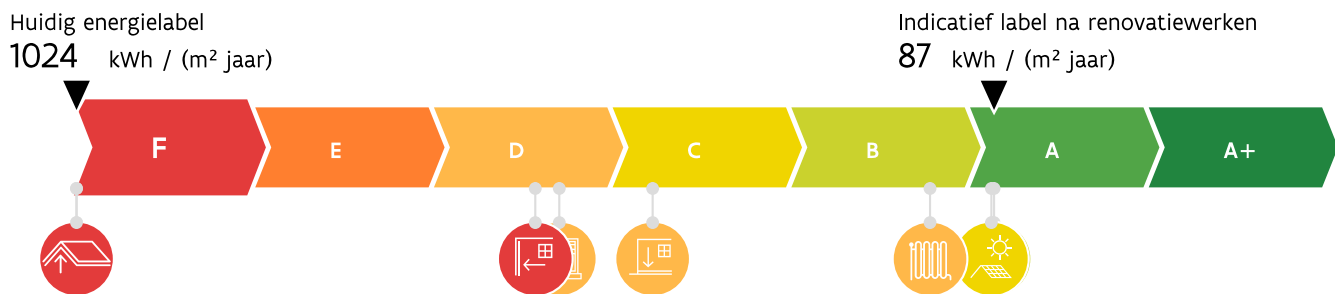 Huidig energielabel
1024 kWh / (m² jaar)
Indicatief label na renovatiewerken
87 kWh / (m² jaar)
F E D C B A A+